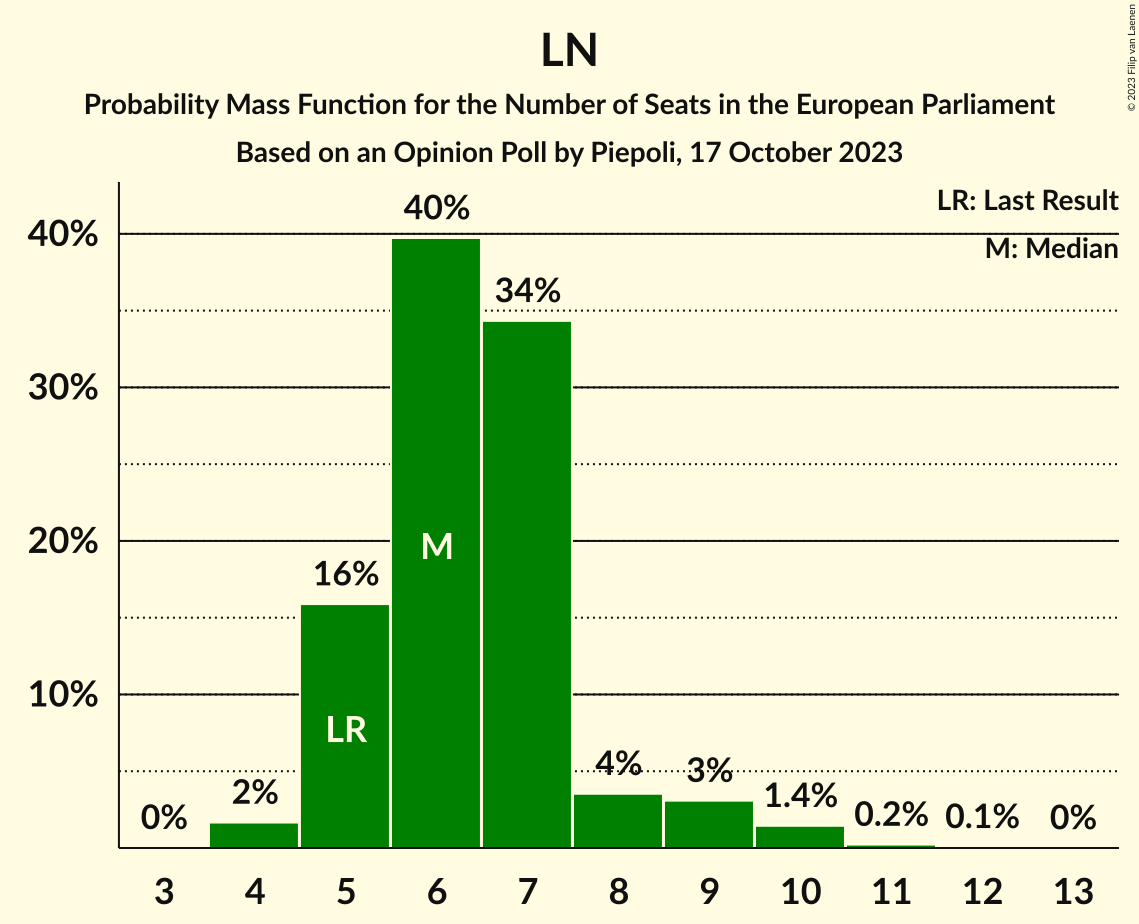 LN
Probability Mass Function for the Number of Seats in the European Parliament
Based on an Opinion Poll by Piepoli, 17 October 2023
© 2023 Filip van Laenen
LR: Last Result
M: Median
40%
30%
20%
10%
0%
2%
16%
40%
34%
4%
3%
1.4%
0.2%
0.1%
0%
LR
M
3 4 5 6 7 8 9 10 11 12 13